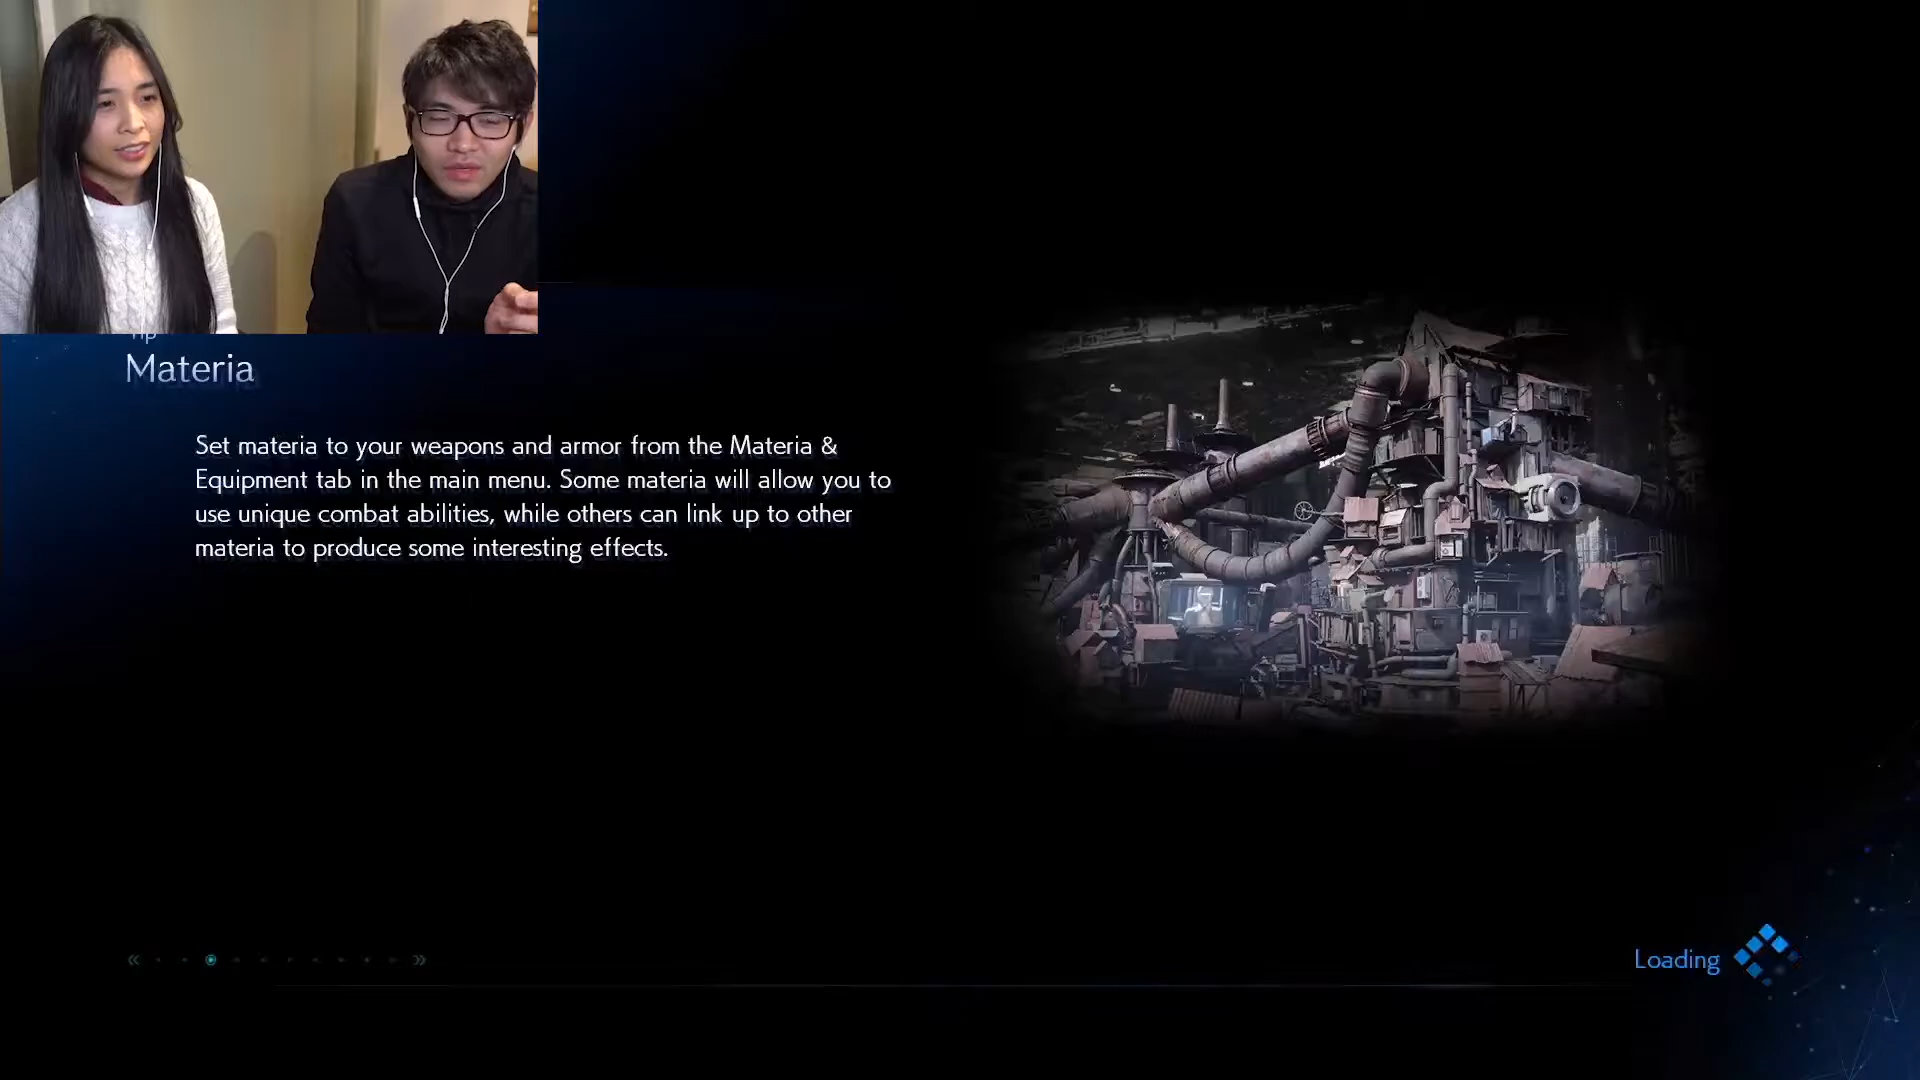 Tip
Materia
Set materia to your weapons and armor from the Materia &
Equipment tab in the main menu. Some materia will allow you to
use unique combat abilities, while others can link up to other
materia to produce some interesting effects.
Loading